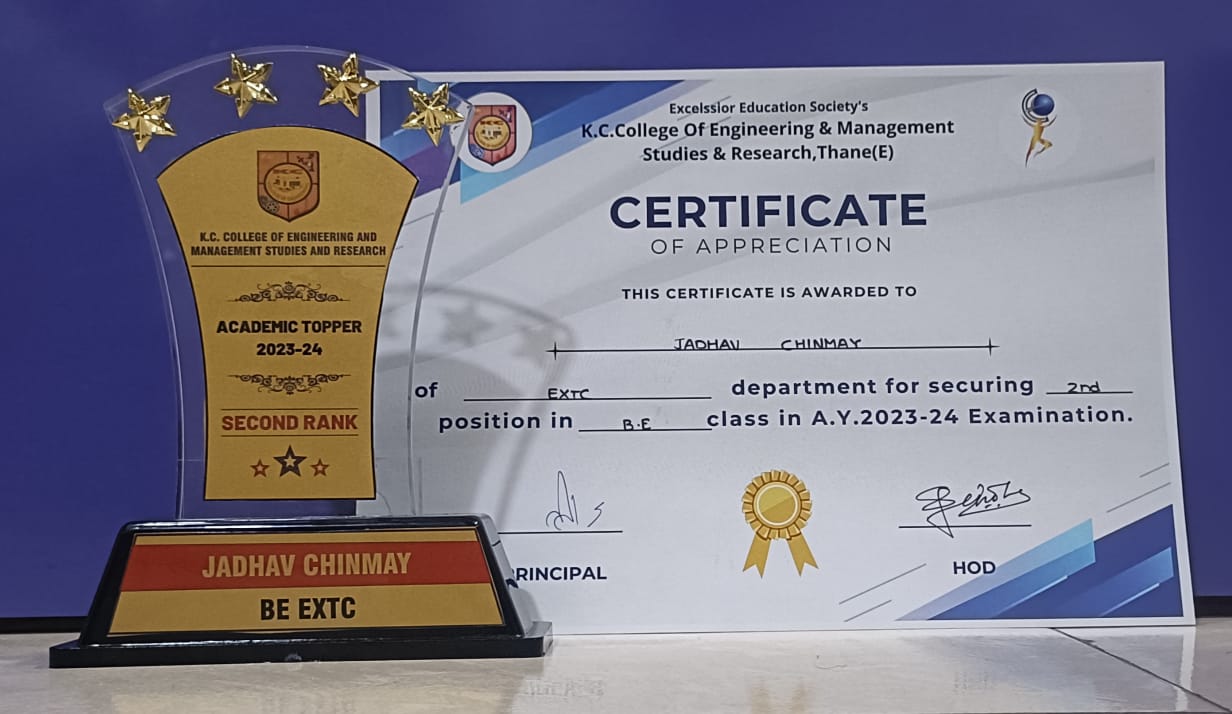 K.C. COLLEGE OF ENGINEERING AND
MANAGEMENT STUDIES AND RESEARCH
ACADEMIC TOPPER
2023-24
SECOND RANK
JADHAV CHINMAY
BE EXTC
Excelssior Education Society's
K.C.College Of Engineering & Management
Studies & Research,Thane(E)
CERTIFICATE
OF APPRECIATION
THIS CERTIFICATE IS AWARDED TO
JADHAV CHINMAY
of EXTC department for securing 2nd
position in B.E class in A.Y.2023-24 Examination.
RINCIPAL
HOD